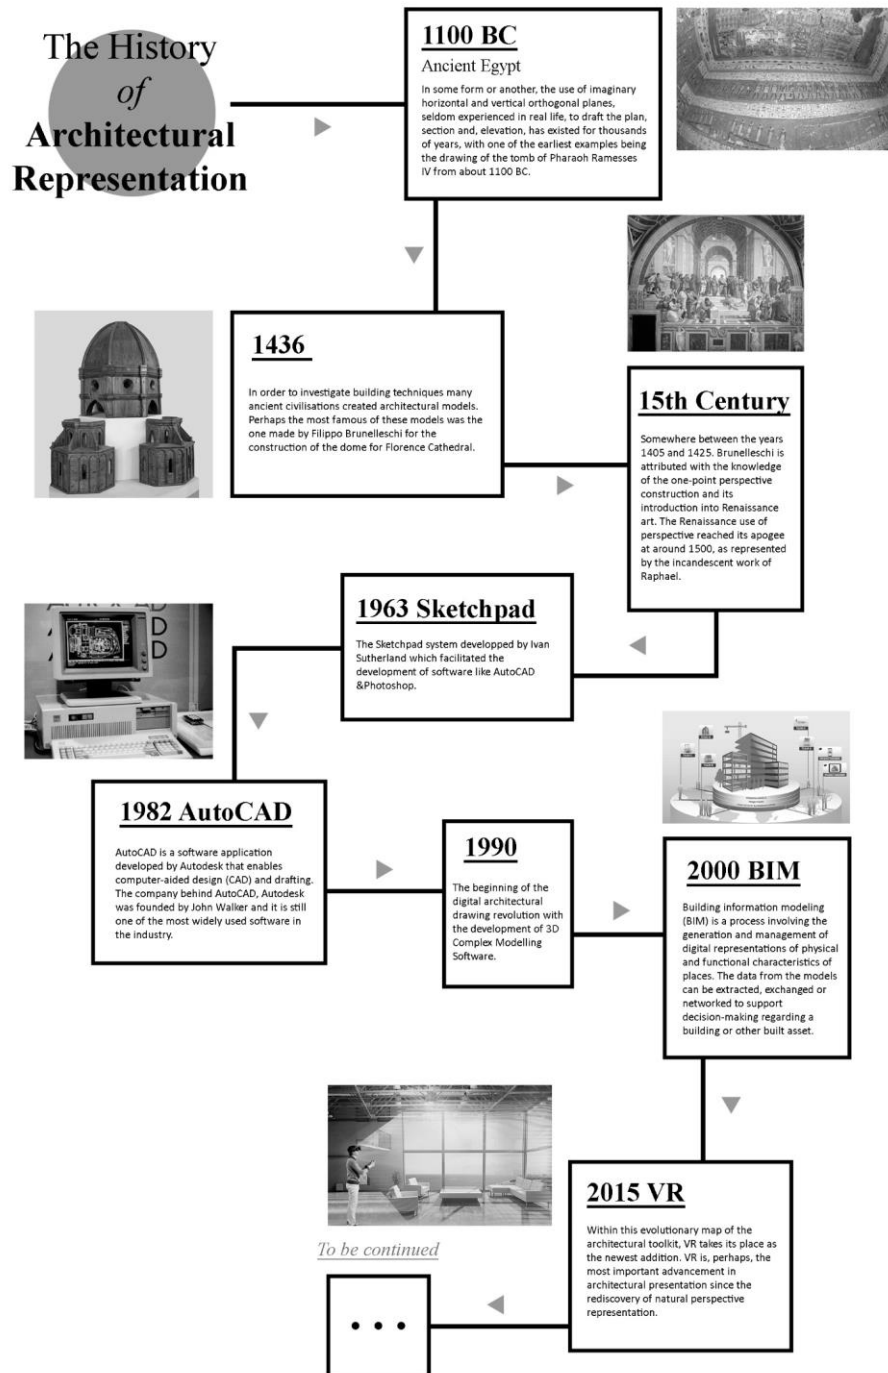 The History
of
Architectural
Representation
1100 BC
Ancient Egypt
In some form or another, the use of imaginary
horizontal and vertical orthogonal planes,
seldom experienced in real life, to draft the plan,
section and, elevation, has existed for thousands
of years, with one of the earliest examples being
the drawing of the tomb of Pharaoh Ramesses
IV from about 1100 BC.
1436
In order to investigate building techniques many
ancient civilisations created architectural models.
Perhaps the most famous of these models was the
one made by Filippo Brunelleschi for the
construction of the dome for Florence Cathedral.
15th Century
Somewhere between the years
1405 and 1425. Brunelleschi is
attributed with the knowledge
of the one-point perspective
construction and its
introduction into Renaissance
art. The Renaissance use of
perspective reached its apogee
at around 1500, as represented
by the incandescent work of
Raphael.
1963 Sketchpad
The Sketchpad system developped by Ivan
Sutherland which facilitated the
development of software like AutoCAD
&Photoshop.
1982 AutoCAD
AutoCAD is a software application
developed by Autodesk that enables
computer-aided design (CAD) and drafting.
The company behind AutoCAD, Autodesk
was founded by John Walker and it is still
one of the most widely used software in
the industry.
1990
The beginning of the
digital architectural
drawing revolution with
the development of 3D
Complex Modelling
Software.
2000 BIM
Building information modeling
(BIM) is a process involving the
generation and management of
digital representations of physical
and functional characteristics of
places. The data from the models
can be extracted, exchanged or
networked to support
decision-making regarding a
building or other built asset.
2015 VR
Within this evolutionary map of the
architectural toolkit, VR takes its place as
the newest addition. VR is, perhaps, the
most important advancement in
architectural presentation since the
rediscovery of natural perspective
representation.
To be continued
• • •